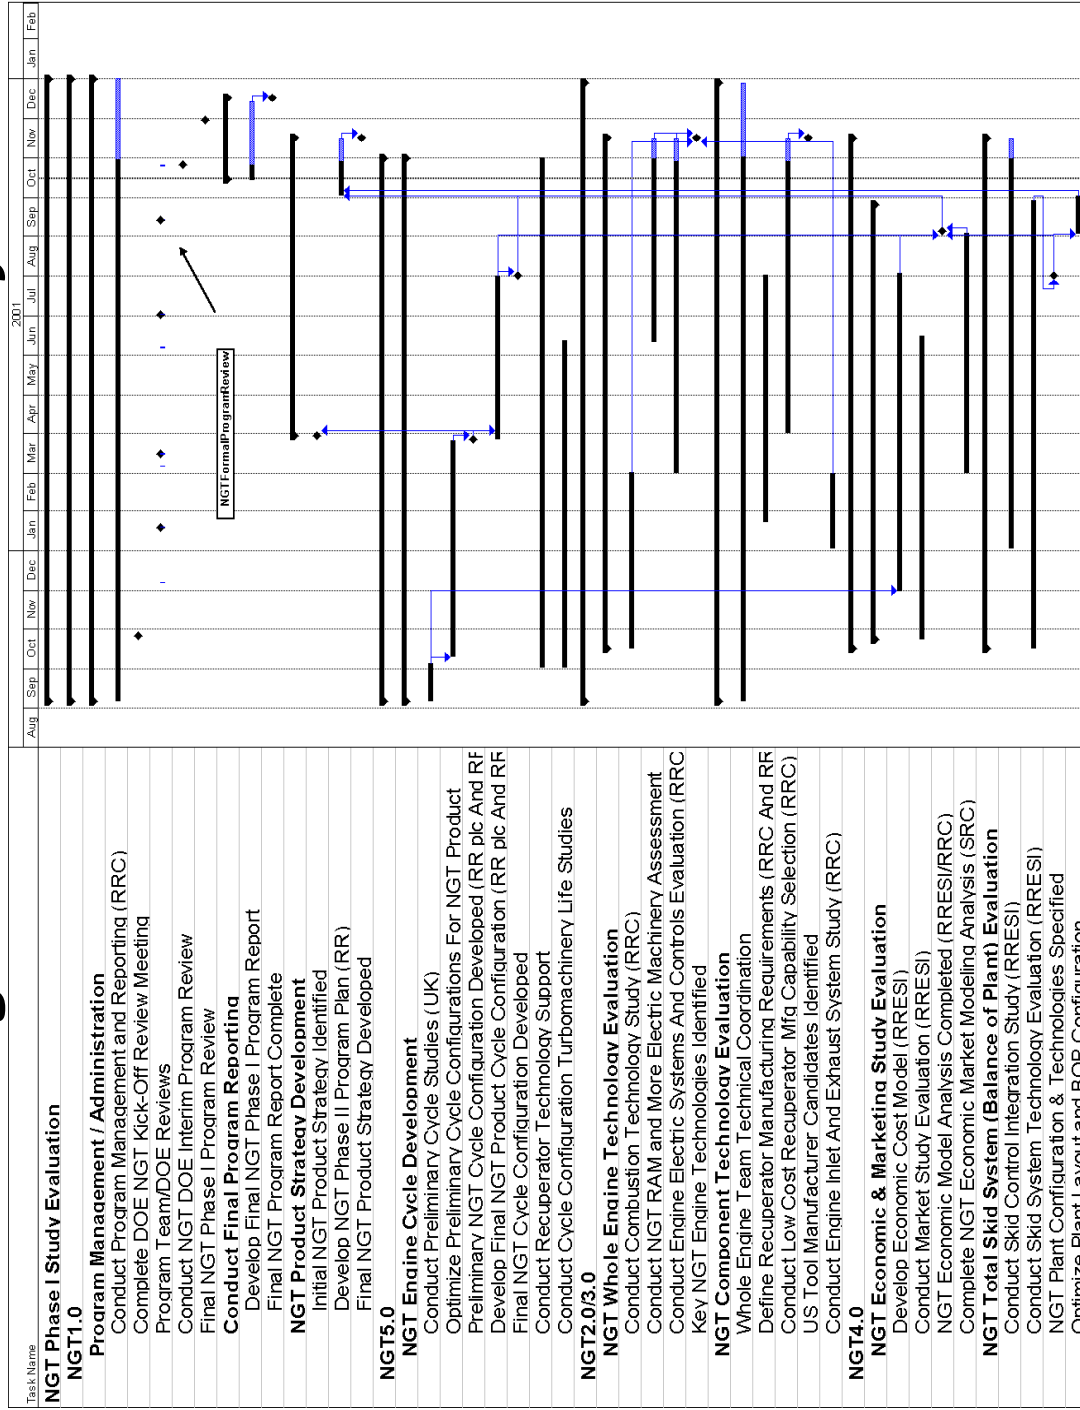 Task Name
Aug Sep Oct Nov Dec Jan Feb Mar Apr May Jun Jul Aug Sep Oct Nov Dec Jan Feb
2001
NGT Phase I Study Evaluation
NGT1.0
Program Management / Administration
Conduct Program Management and Reporting (RRC)
Complete DOE NGT Kick-Off Review Meeting
Program Team/DOE Reviews
Conduct NGT DOE Interim Program Review
Final NGT Phase I Program Review
Conduct Final Program Reporting
Develop Final NGT Phase I Program Report
Final NGT Program Report Complete
NGT Product Strategy Development
Initial NGT Product Strategy Identified
Develop NGT Phase II Program Plan (RR)
Final NGT Product Strategy Developed
NGT5.0
NGT Engine Cycle Development
Conduct Preliminary Cycle Studies (UK)
Optimize Preliminary Cycle Configurations For NGT Product
Preliminary NGT Cycle Configuration Developed (RR plc And RF
Develop Final NGT Product Cycle Configuration (RR plc And RR
Final NGT Cycle Configuration Developed
Conduct Recuperator Technology Support
Conduct Cycle Configuration Turbomachinery Life Studies
NGT2.0/3.0
NGT Whole Engine Technology Evaluation
Conduct Combustion Technology Study (RRC)
Conduct NGT RAM and More Electric Machinery Assessment
Conduct Engine Electric Systems And Controls Evaluation (RRC
Key NGT Engine Technologies Identified
NGT Component Technology Evaluation
Whole Engine Team Technical Coordination
Define Recuperator Manufacturing Requirements (RRC And RR
Conduct Low Cost Recuperator Mfg Capability Selection (RRC)
US Tool Manufacturer Candidates Identified
Conduct Engine Inlet And Exhaust System Study (RRC)
NGT4.0
NGT Economic & Marketing Study Evaluation
Develop Economic Cost Model (RRESI)
Conduct Market Study Evaluation (RRESI)
NGT Economic Model Analysis Completed (RRESI/RRC)
Complete NGT Economic Market Modeling Analysis (SRC)
NGT Total Skid System (Balance of Plant) Evaluation
Conduct Skid Control Integration Study (RRESI)
Conduct Skid System Technology Evaluation (RRESI)
NGT Plant Configuration & Technologies Specified
Optimize Plant Layout and BOP Configuration
NGTFormalProgramReview